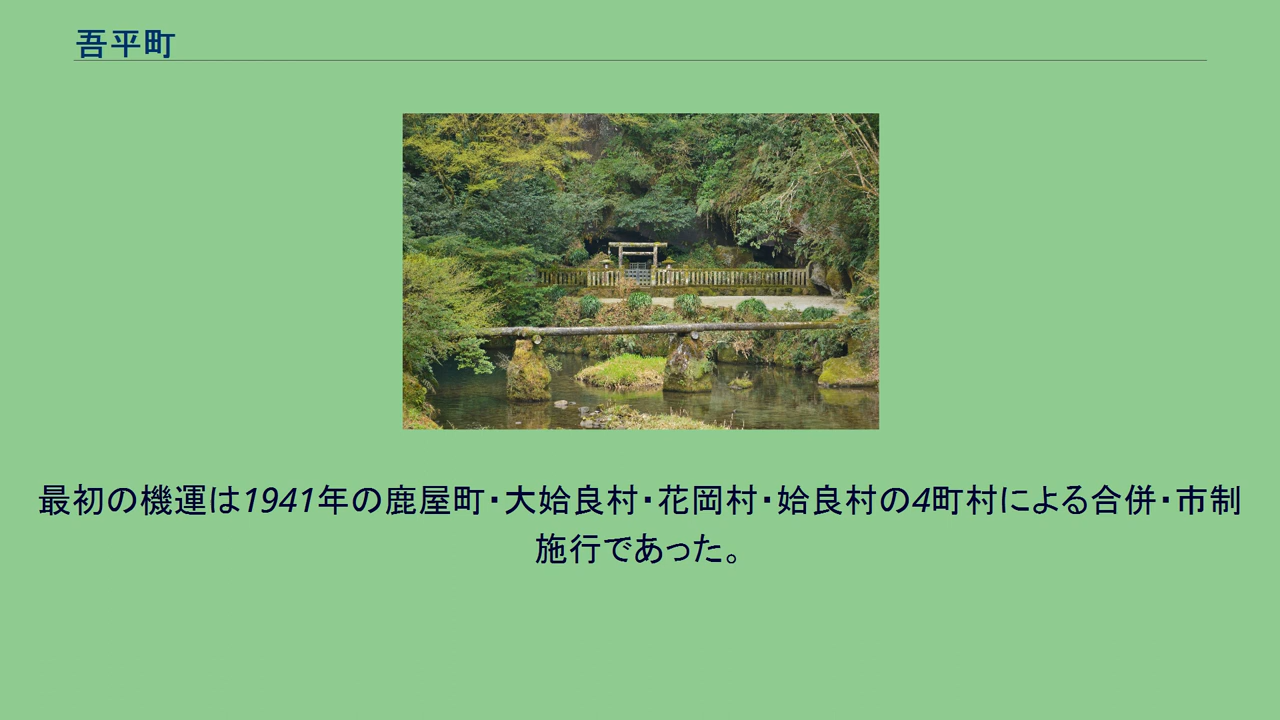 吾平町
最初の機運は1941年の鹿屋町・大姶良村・花岡村・姶良村の4町村による合併・市制
施行であった。